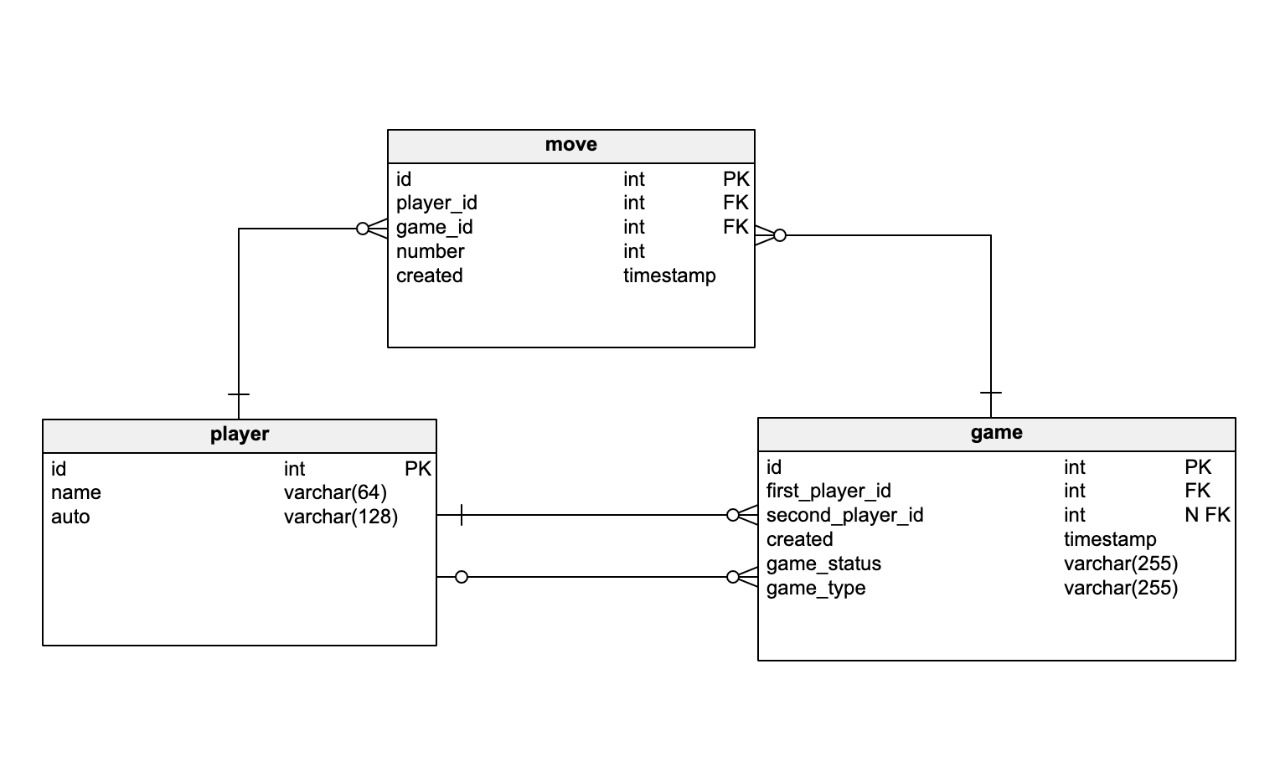 move
id int PK
player_id int FK
game_id int FK
number int
created timestamp
player
id int PK
name varchar(64)
auto varchar(128)
game
id int PK
first_player_id int FK
second_player_id int N FK
created timestamp
game_status varchar(255)
game_type varchar(255)